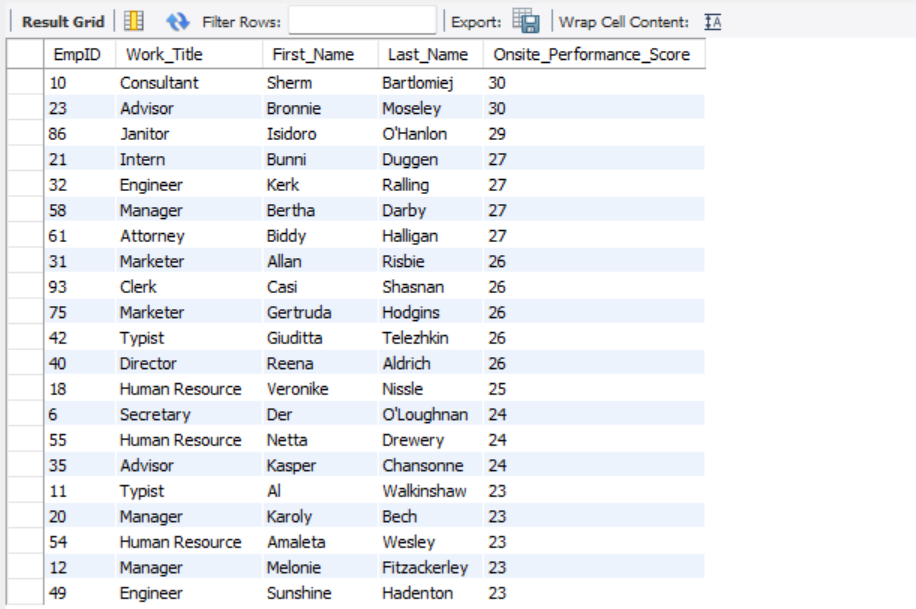 Result Grid Filter Rows: Export: Wrap Cell Content: IA
EmpID Work_Title First_Name Last_Name Onsite_Performance_Score
10 Consultant Sherm Bartlomiej 30
23 Advisor Bronnie Moseley 30
86 Janitor Isidoro O'Hanlon 29
21 Intern Bunni Duggen 27
32 Engineer Kerk Ralling 27
58 Manager Bertha Darby 27
61 Attorney Biddy Halligan 27
31 Marketer Allan Risbie 26
93 Clerk Casi Shasnan 26
75 Marketer Gertruda Hodgins 26
42 Typist Giuditta Telezhkin 26
40 Director Reena Aldrich 26
18 Human Resource Veronike Nissle 25
6 Secretary Der O'Loughnan 24
55 Human Resource Netta Drewery 24
35 Advisor Kasper Chansonne 24
11 Typist Al Walkinshaw 23
20 Manager Karoly Bech 23
54 Human Resource Amaleta Wesley 23
12 Manager Melonie Fitzackerley 23
49 Engineer Sunshine Hadenton 23